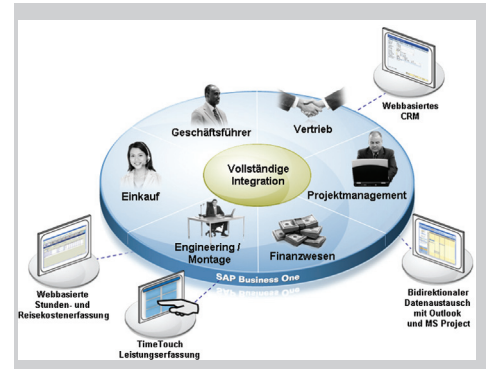 Webbasiertes
CRM
Geschäftsführer
Vertrieb
Vollständige
Integration
Einkauf
Projektmanagement
Engineering /
Montage
Finanzwesen
SAP Business One
Webbasierte
Stunden- und
Reisekostenerfassung
Bidirektionaler
Datenaustausch
mit Outlook
und MS Project
TimeTouch
Leistungserfassung